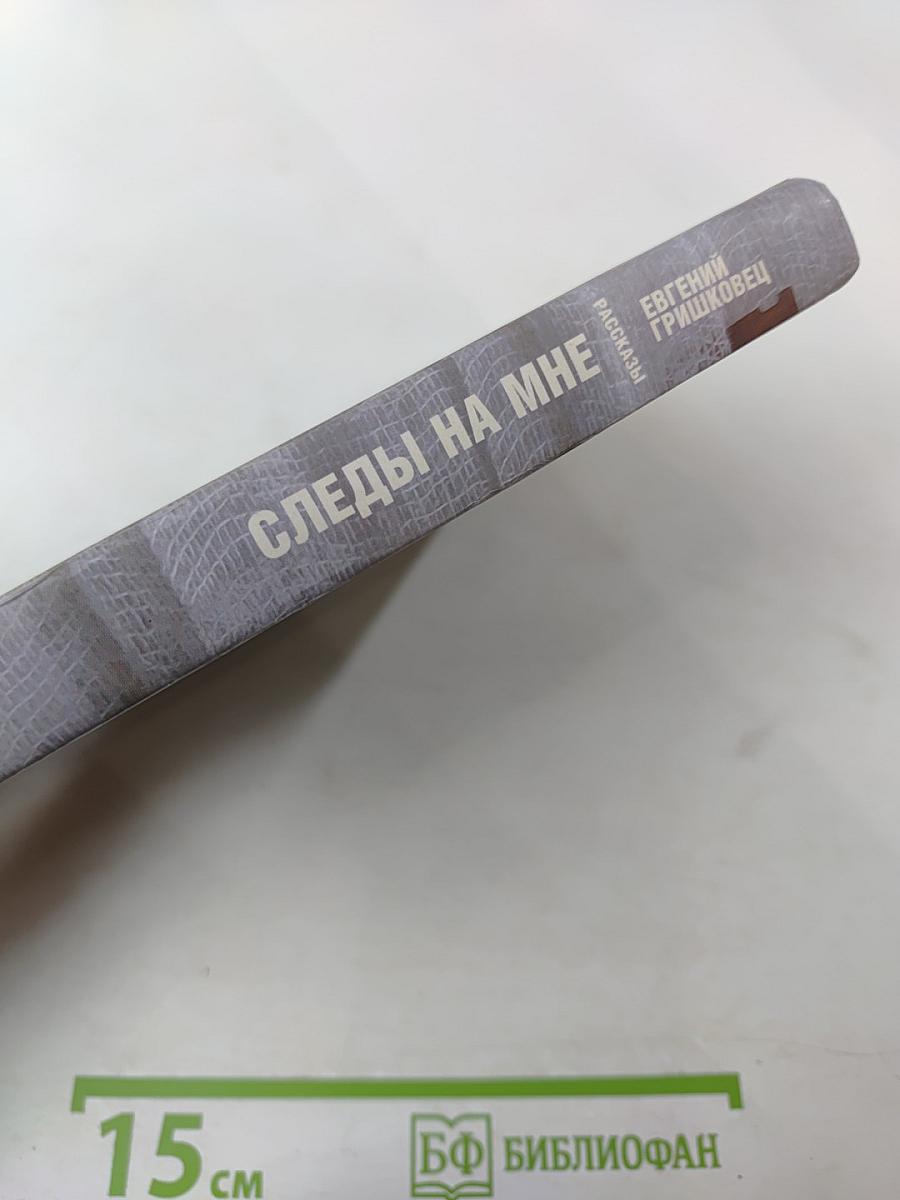 ЕВГЕНИЙ
ГРИШКОВЕЦ
РАССКАЗЫ
СЛЕДЫ НА МНЕ
15 см
БФ БИБЛИОФАН